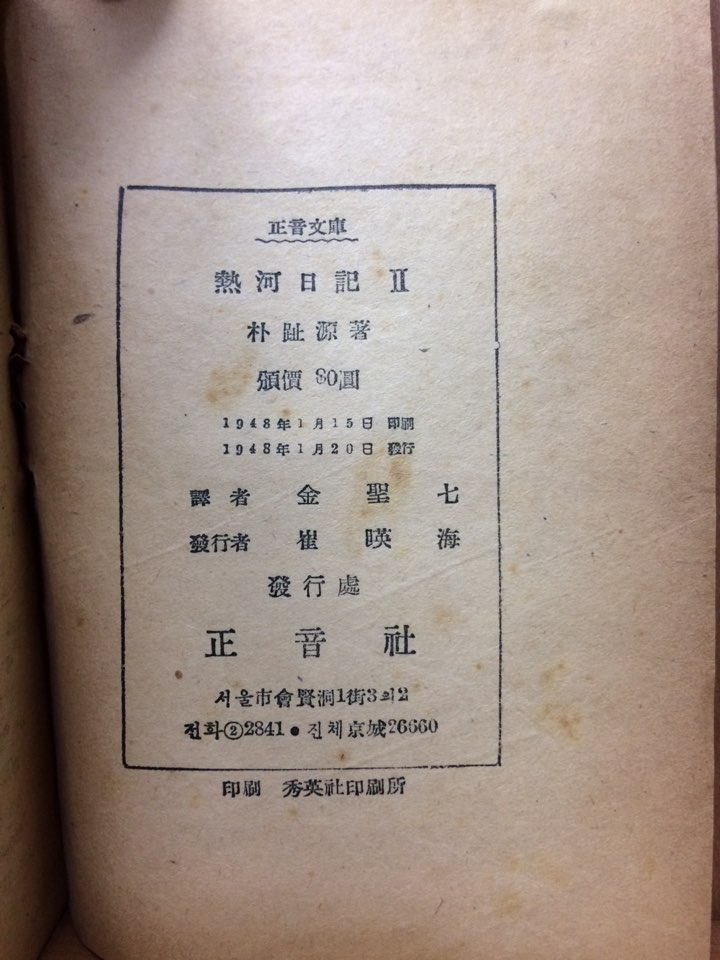 正音文庫
熱河日記 II
朴趾源著
頒價 80圓
1948年1月15日 印刷
1948年1月20日 發行
譯者 金聖七
發行者 崔暎海
發行處
正音社
서울市會賢洞1街3의2
전화②2841●진체京城26660
印刷 秀英社印刷所